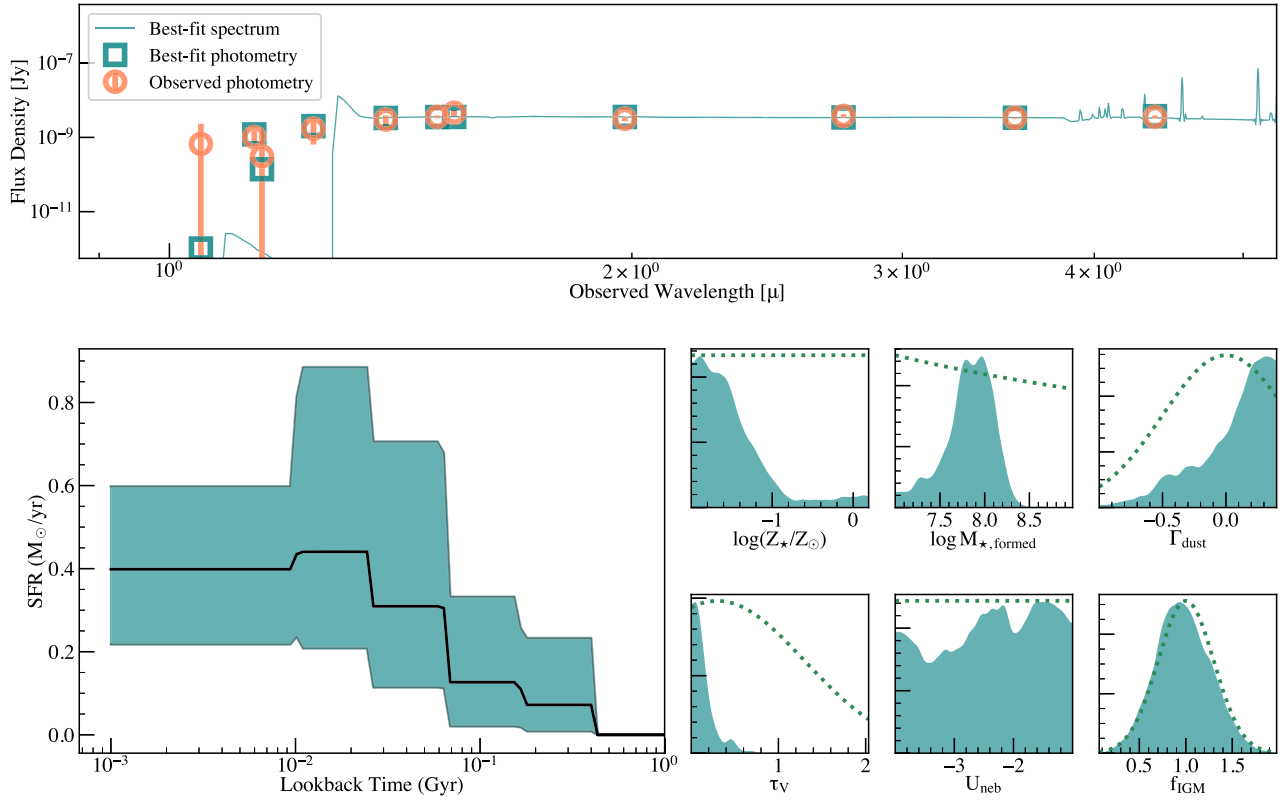 Best-fit spectrum
Best-fit photometry
Observed photometry
Flux Density [Jy]
10⁻⁷
10⁻⁹
10⁻¹¹
10⁰
2 × 10⁰
3 × 10⁰
4 × 10⁰
Observed Wavelength [μ]
SFR (M☉/yr)
0.8
0.6
0.4
0.2
0.0
10⁻³
10⁻²
10⁻¹
10⁰
Lookback Time (Gyr)
−1
0
log(Z⋆/Z☉)
7.5
8.0
8.5
log M⋆,formed
−0.5
0.0
Γdust
1
2
τV
−3
−2
Uneb
0.5
1.0
1.5
fIGM